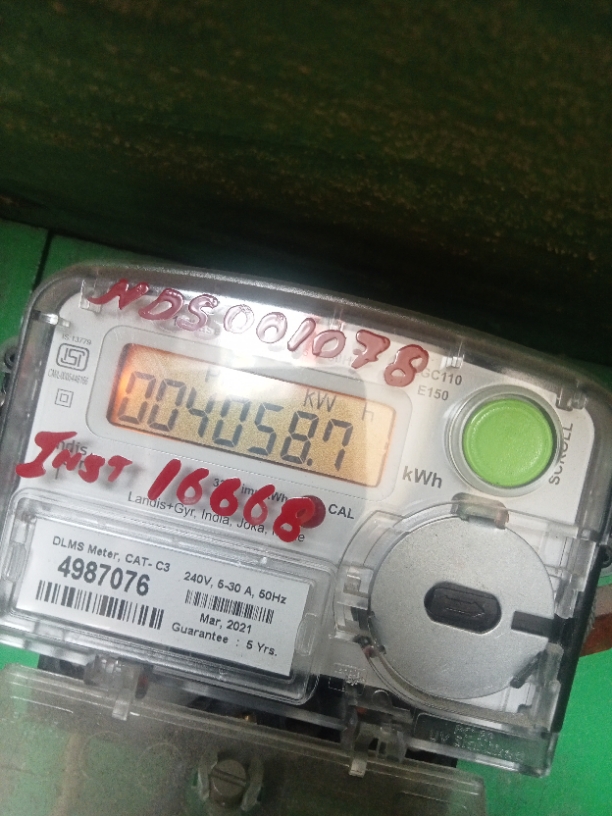 NDS001078
IS 13779
ISI
GC110
E150
kW h
004058.7
kWh
SCROLL
INST 16668
CAL
Landis+Gyr, India, Joka,
DLMS Meter, CAT- C3
4987076
240V, 5-30 A, 50Hz
Mar, 2021
Guarantee : 5 Yrs.